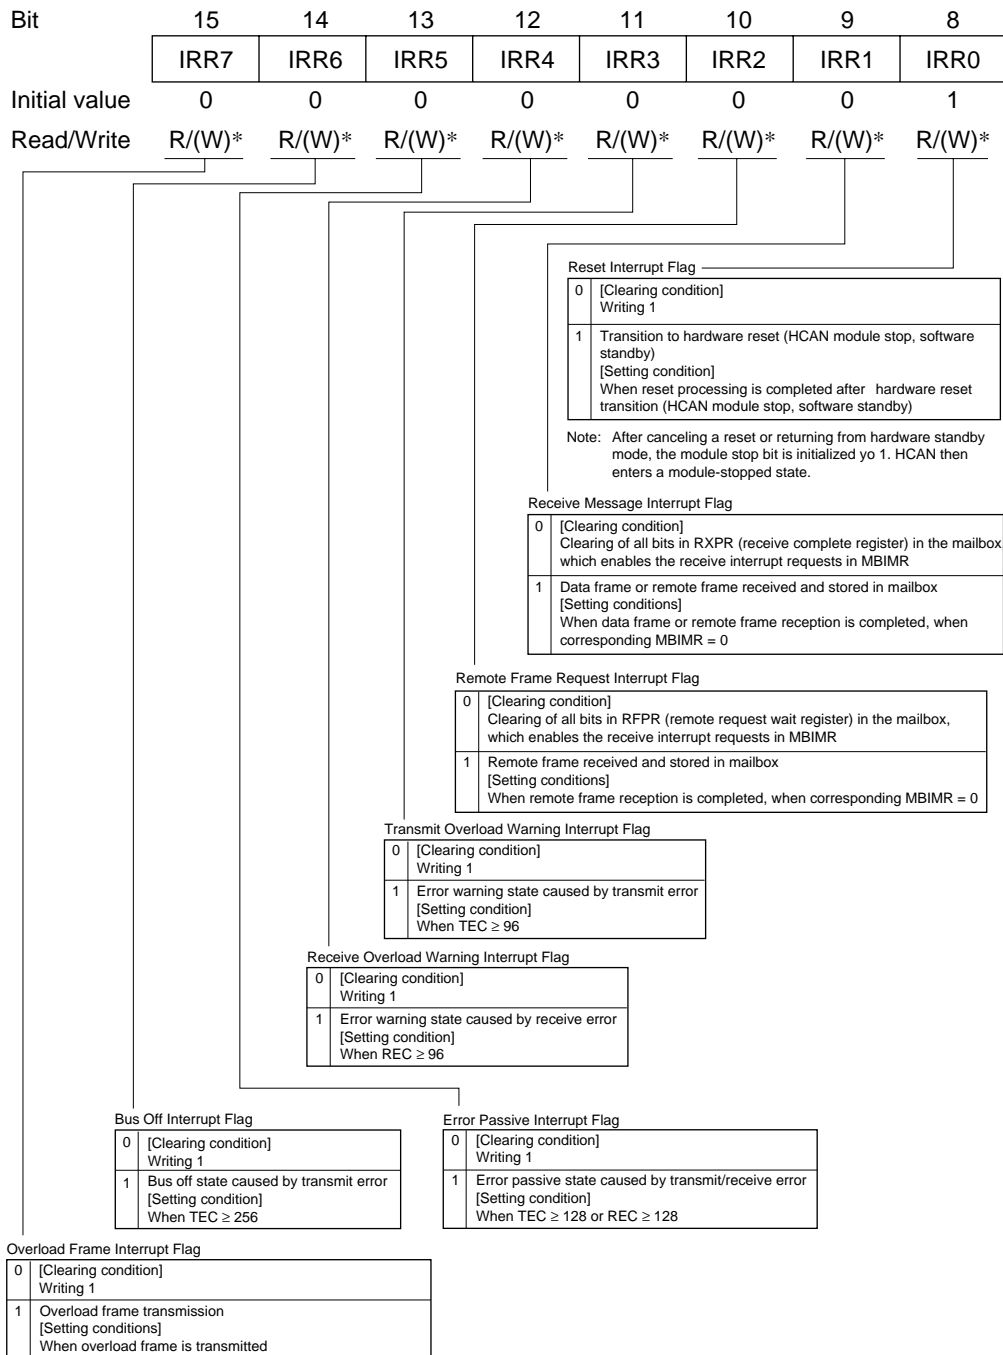 Bit 15 14 13 12 11 10 9 8
IRR7 IRR6 IRR5 IRR4 IRR3 IRR2 IRR1 IRR0
Initial value 0 0 0 0 0 0 0 1
Read/Write R/(W)* R/(W)* R/(W)* R/(W)* R/(W)* R/(W)* R/(W)* R/(W)*
Reset Interrupt Flag
0 [Clearing condition]
Writing 1
1 Transition to hardware reset (HCAN module stop, software
standby)
[Setting condition]
When reset processing is completed after hardware reset
transition (HCAN module stop, software standby)
Note: After canceling a reset or returning from hardware standby
mode, the module stop bit is initialized yo 1. HCAN then
enters a module-stopped state.
Receive Message Interrupt Flag
0 [Clearing condition]
Clearing of all bits in RXPR (receive complete register) in the mailbox,
which enables the receive interrupt requests in MBIMR
1 Data frame or remote frame received and stored in mailbox
[Setting conditions]
When data frame or remote frame reception is completed, when
corresponding MBIMR = 0
Remote Frame Request Interrupt Flag
0 [Clearing condition]
Clearing of all bits in RFPR (remote request wait register) in the mailbox,
which enables the receive interrupt requests in MBIMR
1 Remote frame received and stored in mailbox
[Setting conditions]
When remote frame reception is completed, when corresponding MBIMR = 0
Transmit Overload Warning Interrupt Flag
0 [Clearing condition]
Writing 1
1 Error warning state caused by transmit error
[Setting condition]
When TEC ≥ 96
Receive Overload Warning Interrupt Flag
0 [Clearing condition]
Writing 1
1 Error warning state caused by receive error
[Setting condition]
When REC ≥ 96
Bus Off Interrupt Flag
0 [Clearing condition]
Writing 1
1 Bus off state caused by transmit error
[Setting condition]
When TEC ≥ 256
Error Passive Interrupt Flag
0 [Clearing condition]
Writing 1
1 Error passive state caused by transmit/receive error
[Setting condition]
When TEC ≥ 128 or REC ≥ 128
Overload Frame Interrupt Flag
0 [Clearing condition]
Writing 1
1 Overload frame transmission
[Setting conditions]
When overload frame is transmitted